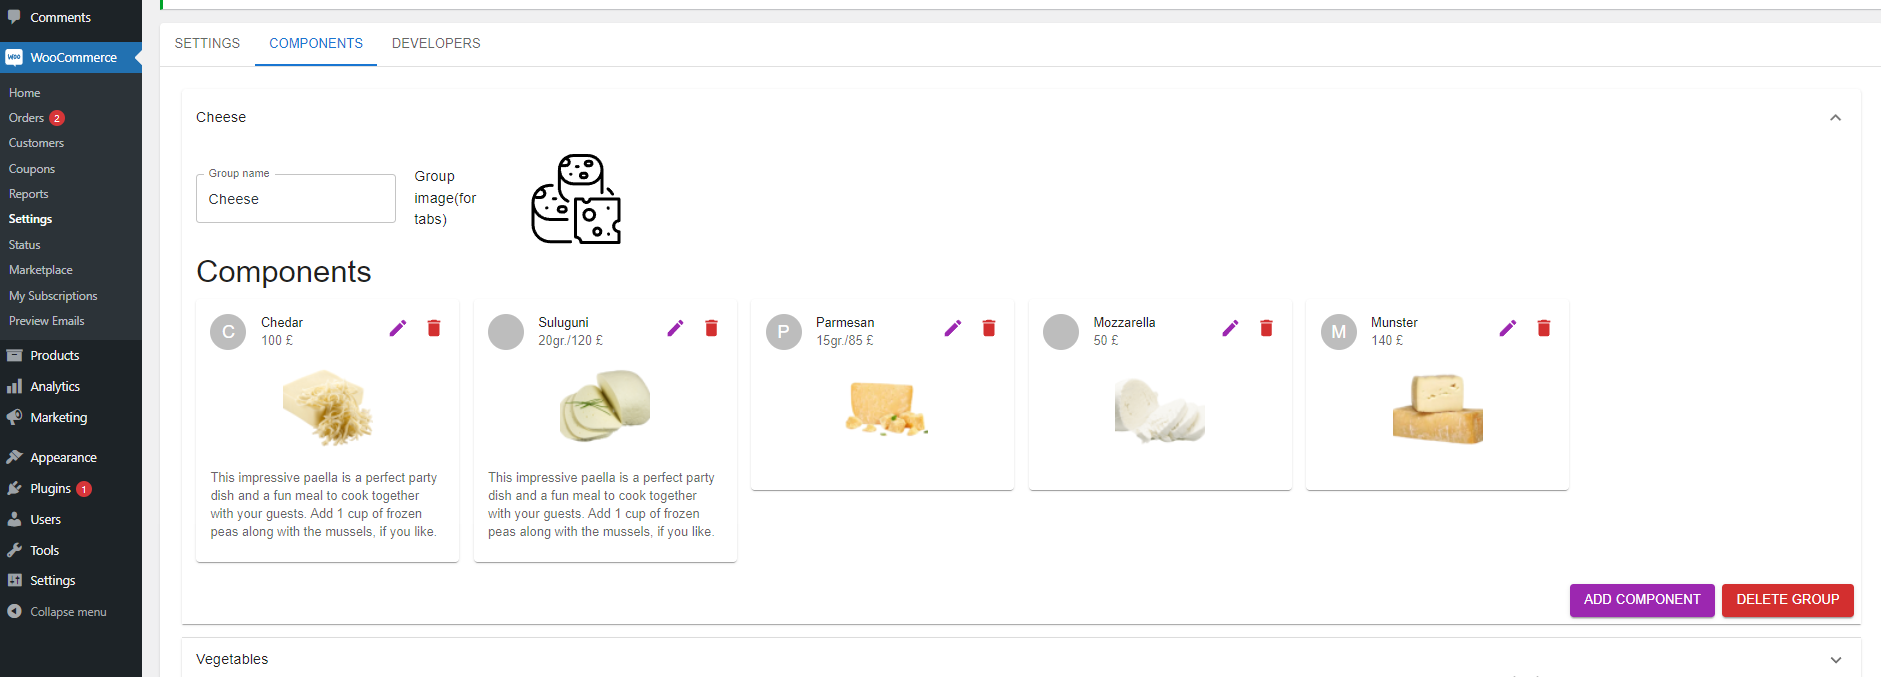 Comments
WooCommerce
Home
Orders 2
Customers
Coupons
Reports
Settings
Status
Marketplace
My Subscriptions
Preview Emails
Products
Analytics
Marketing
Appearance
Plugins 1
Users
Tools
Settings
Collapse menu
SETTINGS COMPONENTS DEVELOPERS
Cheese
Group name
Cheese
Group
image(for
tabs)
Components
C
Chedar
100 £
This impressive paella is a perfect party
dish and a fun meal to cook together
with your guests. Add 1 cup of frozen
peas along with the mussels, if you like.
Suluguni
20gr./120 £
This impressive paella is a perfect party
dish and a fun meal to cook together
with your guests. Add 1 cup of frozen
peas along with the mussels, if you like.
P
Parmesan
15gr./85 £
Mozzarella
50 £
M
Munster
140 £
ADD COMPONENT DELETE GROUP
Vegetables